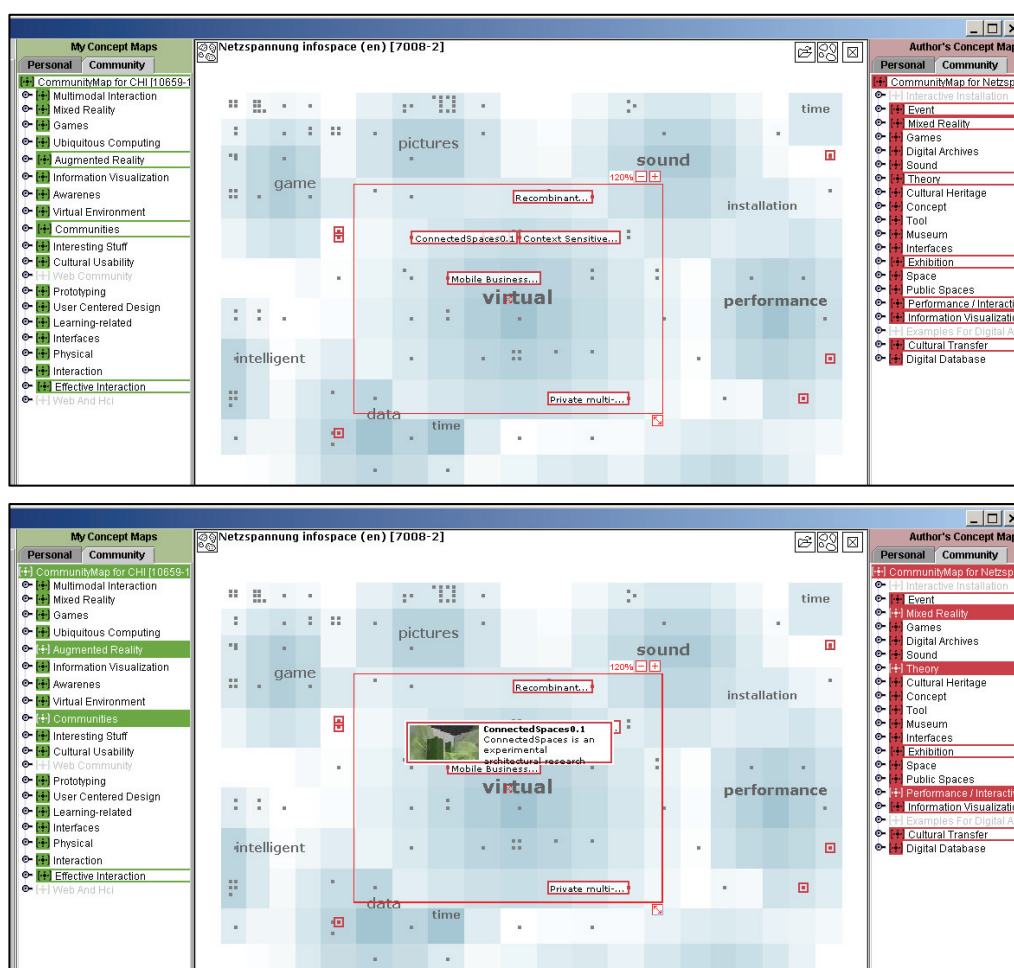 My Concept Maps
Personal Community
CommunityMap for CHI [10659-1
Multimodal Interaction
Mixed Reality
Games
Ubiquitous Computing
Augmented Reality
Information Visualization
Awarenes
Virtual Environment
Communities
Interesting Stuff
Cultural Usability
Web Community
Prototyping
User Centered Design
Learning-related
Interfaces
Physical
Interaction
Effective Interaction
Web And Hci
Netzspannung infospace (en) [7008-2]
time
pictures
sound
game
120%
installation
Recombinant...
ConnectedSpaces0.1 Context Sensitive...
Mobile Business...
virtual
performance
intelligent
Private multi-...
data
time
Author's Concept Map
Personal Community
CommunityMap for Netzsp
Interactive Installation
Event
Mixed Reality
Games
Digital Archives
Sound
Theory
Cultural Heritage
Concept
Tool
Museum
Interfaces
Exhibition
Space
Public Spaces
Performance / Interacti
Information Visualizatio
Examples For Digital A
Cultural Transfer
Digital Database
My Concept Maps
Personal Community
CommunityMap for CHI [10659-1
Multimodal Interaction
Mixed Reality
Games
Ubiquitous Computing
Augmented Reality
Information Visualization
Awarenes
Virtual Environment
Communities
Interesting Stuff
Cultural Usability
Web Community
Prototyping
User Centered Design
Learning-related
Interfaces
Physical
Interaction
Effective Interaction
Web And Hci
Netzspannung infospace (en) [7008-2]
time
pictures
sound
game
120%
installation
Recombinant...
ConnectedSpaces0.1
ConnectedSpaces is an
experimental
architectural research
Mobile Business...
virtual
performance
intelligent
Private multi-...
data
time
Author's Concept Map
Personal Community
CommunityMap for Netzsp
Interactive Installation
Event
Mixed Reality
Games
Digital Archives
Sound
Theory
Cultural Heritage
Concept
Tool
Museum
Interfaces
Exhibition
Space
Public Spaces
Performance / Interacti
Information Visualizatio
Examples For Digital A
Cultural Transfer
Digital Database